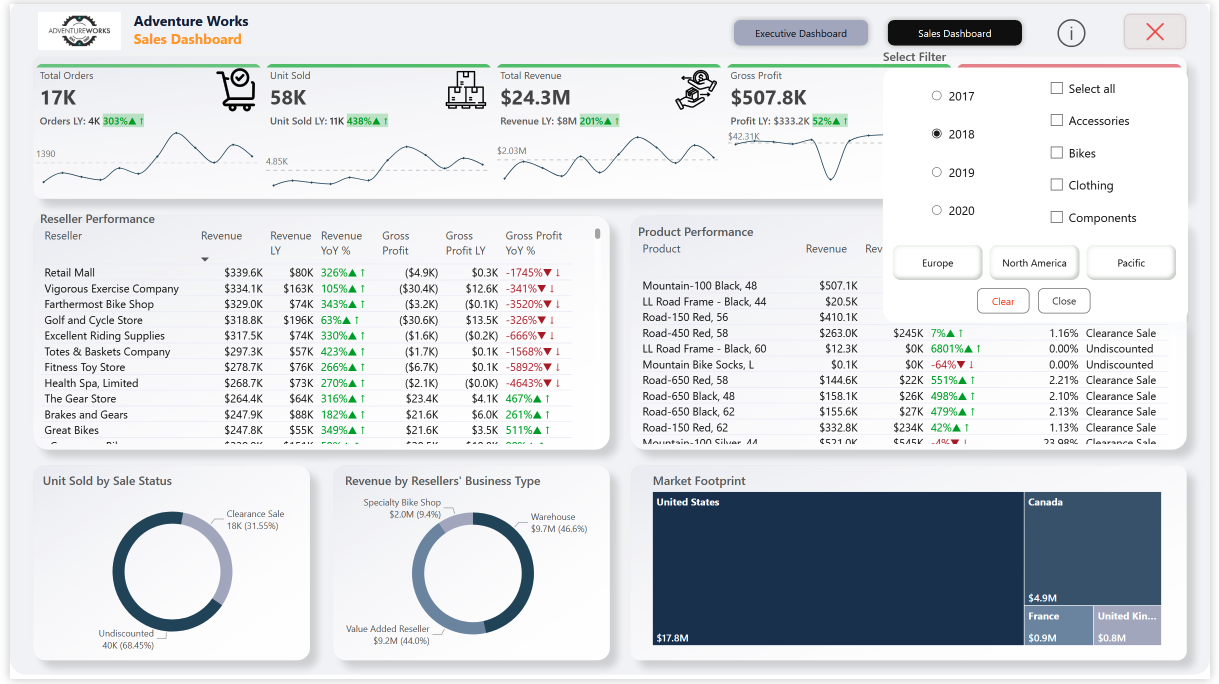 ADVENTUREWORKS
Adventure Works
Sales Dashboard
Executive Dashboard
Sales Dashboard
i
Select Filter
Total Orders
17K
Orders LY: 4K 303%▲ ↑
1390
Unit Sold
58K
Unit Sold LY: 11K 438%▲ ↑
4.85K
Total Revenue
$24.3M
Revenue LY: $8M 201%▲ ↑
$2.03M
Gross Profit
$507.8K
Profit LY: $333.2K 52%▲ ↑
$42.31K
2017
2018
2019
2020
Select all
Accessories
Bikes
Clothing
Components
Europe
North America
Pacific
Clear
Close
Reseller Performance
Reseller Revenue Revenue LY Revenue YoY % Gross Profit Gross Profit LY Gross Profit YoY %
Retail Mall $339.6K $80K 326%▲ ↑ ($4.9K) $0.3K -1745%▼ ↓
Vigorous Exercise Company $334.1K $163K 105%▲ ↑ ($30.4K) $12.6K -341%▼ ↓
Farthermost Bike Shop $329.0K $74K 343%▲ ↑ ($3.2K) ($0.1K) -3520%▼ ↓
Golf and Cycle Store $318.8K $196K 63%▲ ↑ ($30.6K) $13.5K -326%▼ ↓
Excellent Riding Supplies $317.5K $74K 330%▲ ↑ ($1.6K) ($0.2K) -666%▼ ↓
Totes & Baskets Company $297.3K $57K 423%▲ ↑ ($1.7K) $0.1K -1568%▼ ↓
Fitness Toy Store $278.7K $76K 266%▲ ↑ ($6.7K) $0.1K -5892%▼ ↓
Health Spa, Limited $268.7K $73K 270%▲ ↑ ($2.1K) ($0.0K) -4643%▼ ↓
The Gear Store $264.4K $64K 316%▲ ↑ $23.4K $4.1K 467%▲ ↑
Brakes and Gears $247.9K $88K 182%▲ ↑ $21.6K $6.0K 261%▲ ↑
Great Bikes $247.8K $55K 349%▲ ↑ $21.6K $3.5K 511%▲ ↑
Product Performance
Product Revenue Rev
Mountain-100 Black, 48 $507.1K
LL Road Frame - Black, 44 $20.5K
Road-150 Red, 56 $410.1K
Road-450 Red, 58 $263.0K $245K 7%▲ ↑ 1.16% Clearance Sale
LL Road Frame - Black, 60 $12.3K $0K 6801%▲ ↑ 0.00% Undiscounted
Mountain Bike Socks, L $0.1K $0K -64%▼ ↓ 0.00% Undiscounted
Road-650 Red, 58 $144.6K $22K 551%▲ ↑ 2.21% Clearance Sale
Road-650 Black, 48 $158.1K $26K 498%▲ ↑ 2.10% Clearance Sale
Road-650 Black, 62 $155.6K $27K 479%▲ ↑ 2.13% Clearance Sale
Road-150 Red, 62 $332.8K $234K 42%▲ ↑ 1.13% Clearance Sale
Mountain-100 Silver, 44 $521.0K $545K -4%▼ ↓ 23.98% Clearance Sale
Unit Sold by Sale Status
Clearance Sale
18K (31.55%)
Undiscounted
40K (68.45%)
Revenue by Resellers' Business Type
Specialty Bike Shop
$2.0M (9.4%)
Warehouse
$9.7M (46.6%)
Value Added Reseller
$9.2M (44.0%)
Market Footprint
United States
$17.8M
Canada
$4.9M
France
$0.9M
United Kin...
$0.8M